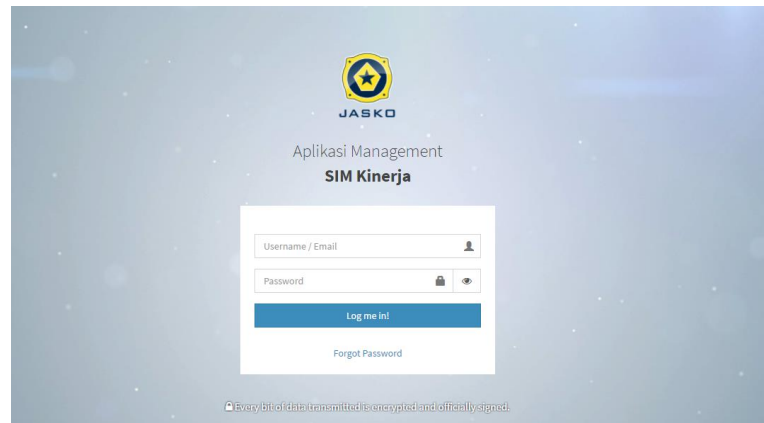 JASKO
Aplikasi Management
SIM Kinerja
Username / Email
Password
Log me in!
Forgot Password
Every bit of data transmitted is encrypted and officially signed.